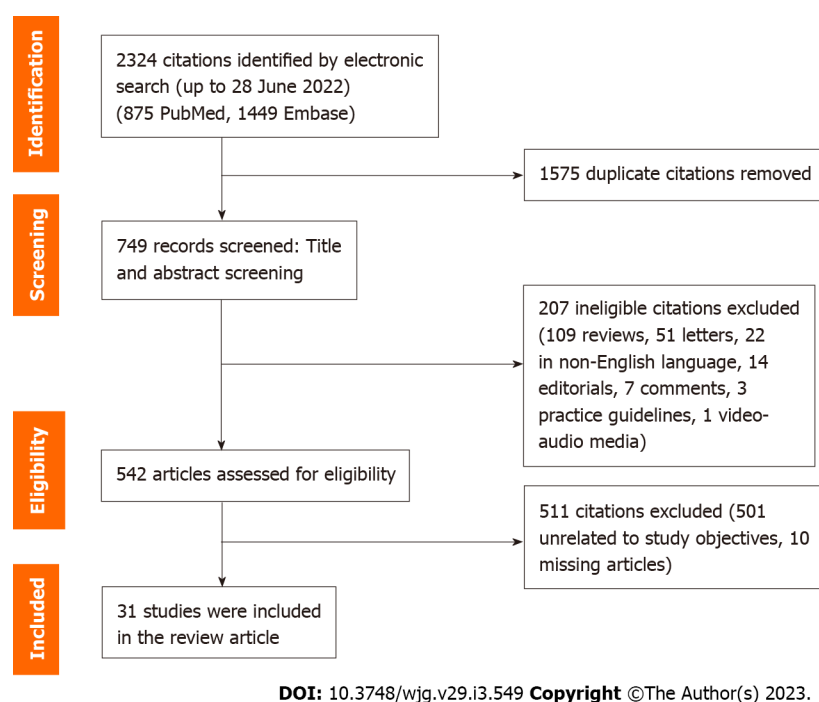 Identification
2324 citations identified by electronic
search (up to 28 June 2022)
(875 PubMed, 1449 Embase)
1575 duplicate citations removed
Screening
749 records screened: Title
and abstract screening
207 ineligible citations excluded
(109 reviews, 51 letters, 22
in non-English language, 14
editorials, 7 comments, 3
practice guidelines, 1 video-
audio media)
Eligibility
542 articles assessed for eligibility
511 citations excluded (501
unrelated to study objectives, 10
missing articles)
Included
31 studies were included
in the review article
DOI: 10.3748/wjg.v29.i3.549 Copyright ©The Author(s) 2023.